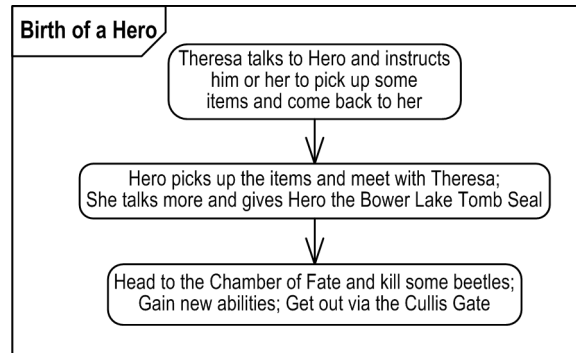 Birth of a Hero
Theresa talks to Hero and instructs
him or her to pick up some
items and come back to her
Hero picks up the items and meet with Theresa;
She talks more and gives Hero the Bower Lake Tomb Seal
Head to the Chamber of Fate and kill some beetles;
Gain new abilities; Get out via the Cullis Gate